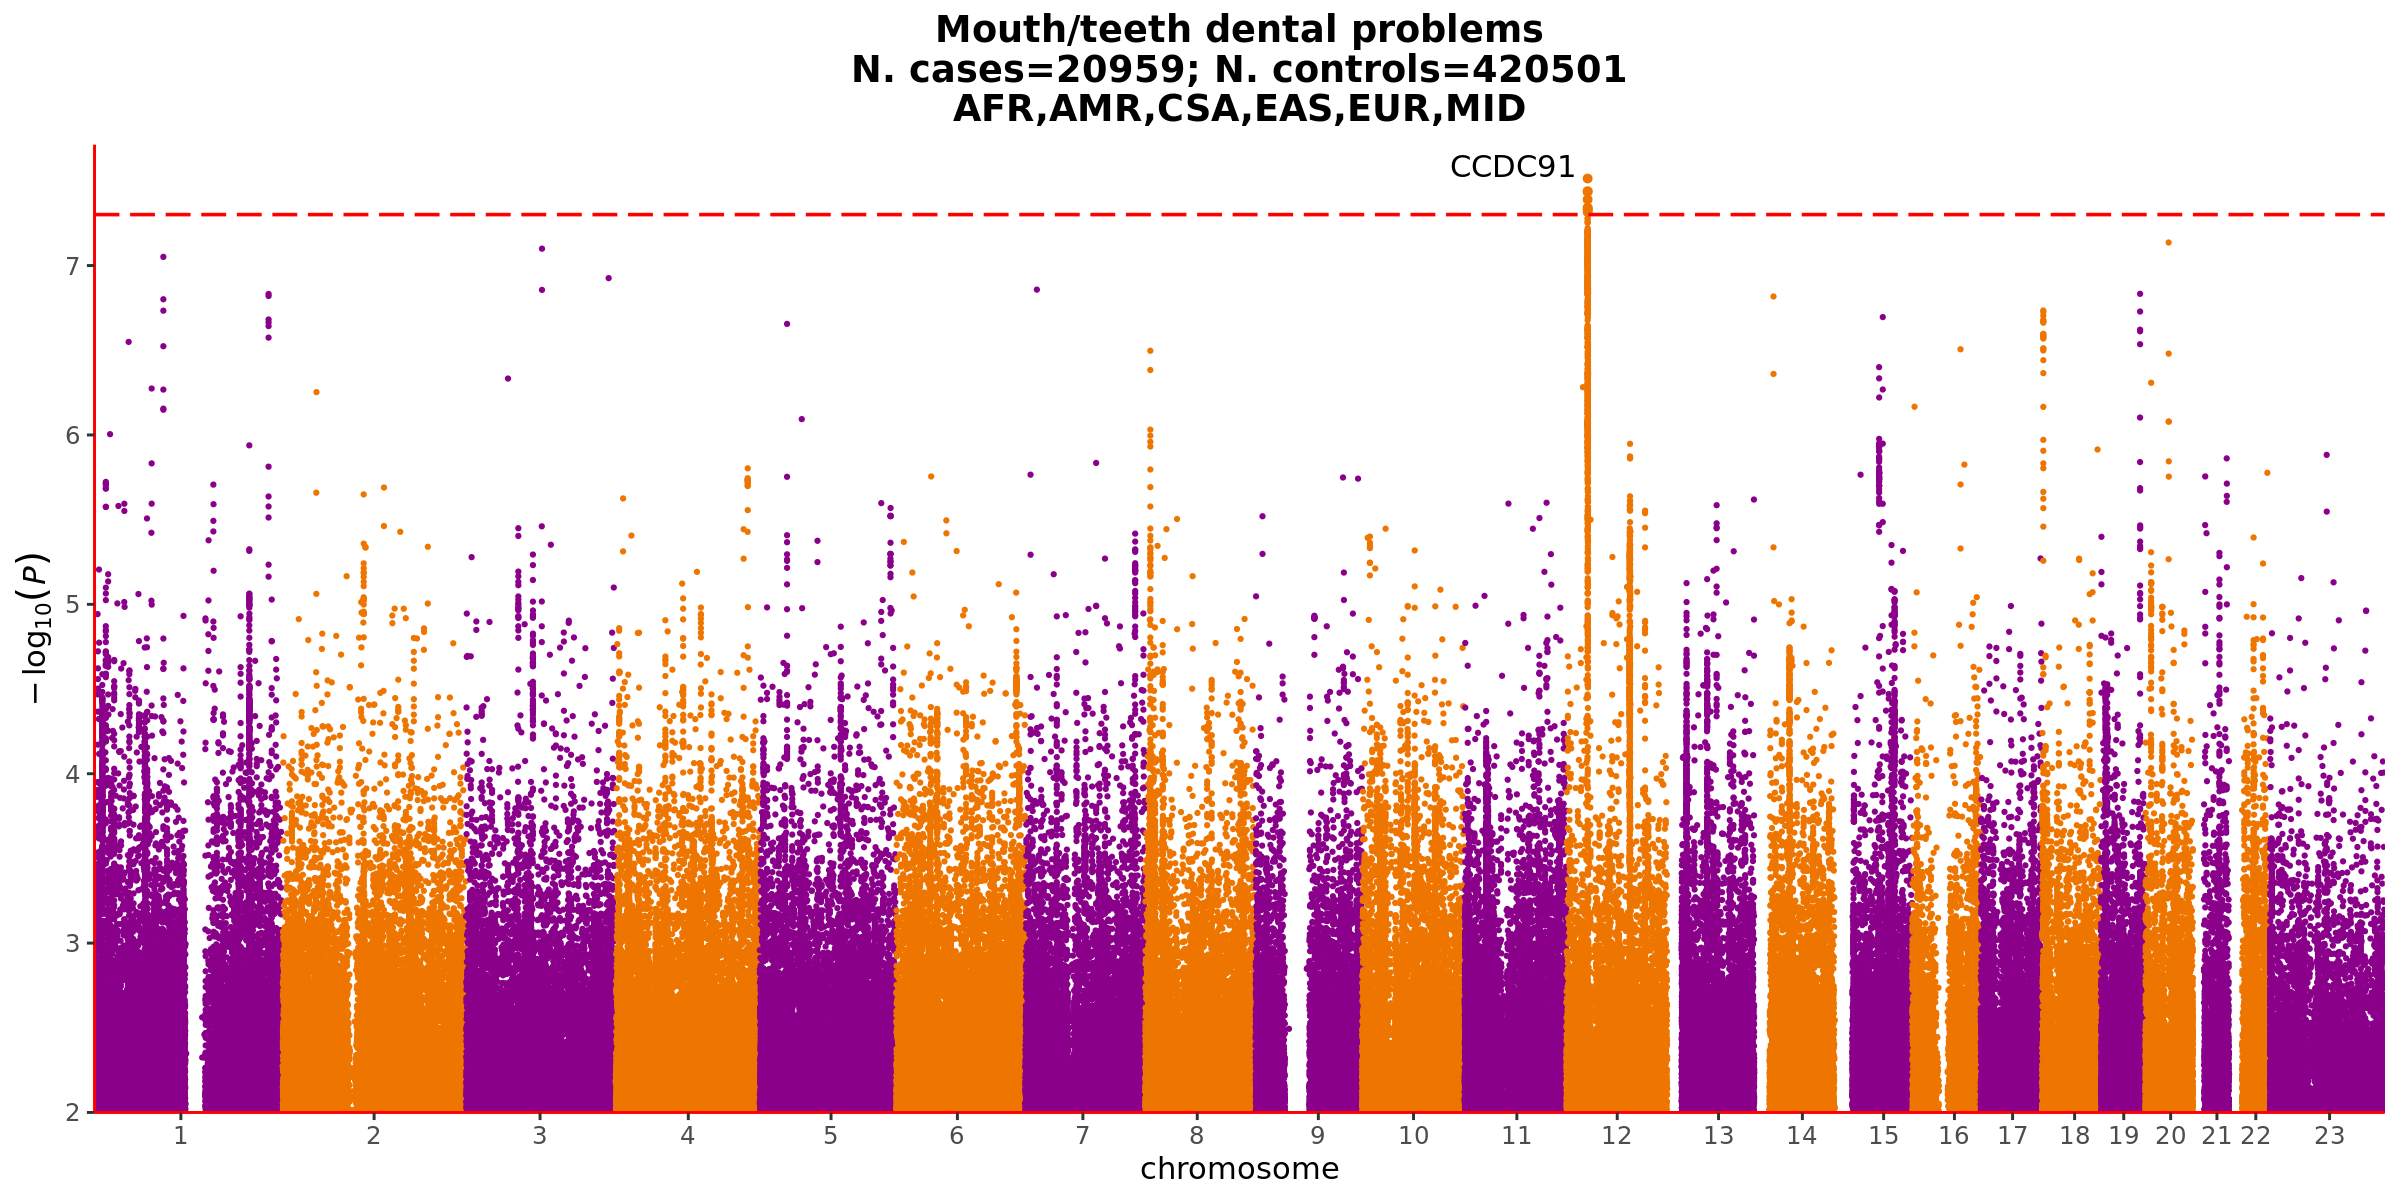 Mouth/teeth dental problems
N. cases=20959; N. controls=420501
AFR,AMR,CSA,EAS,EUR,MID
CCDC91
7
6
5
4
3
2
−log10(P)
1 2 3 4 5 6 7 8 9 10 11 12 13 14 15 16 17 18 19 20 21 22 23
chromosome